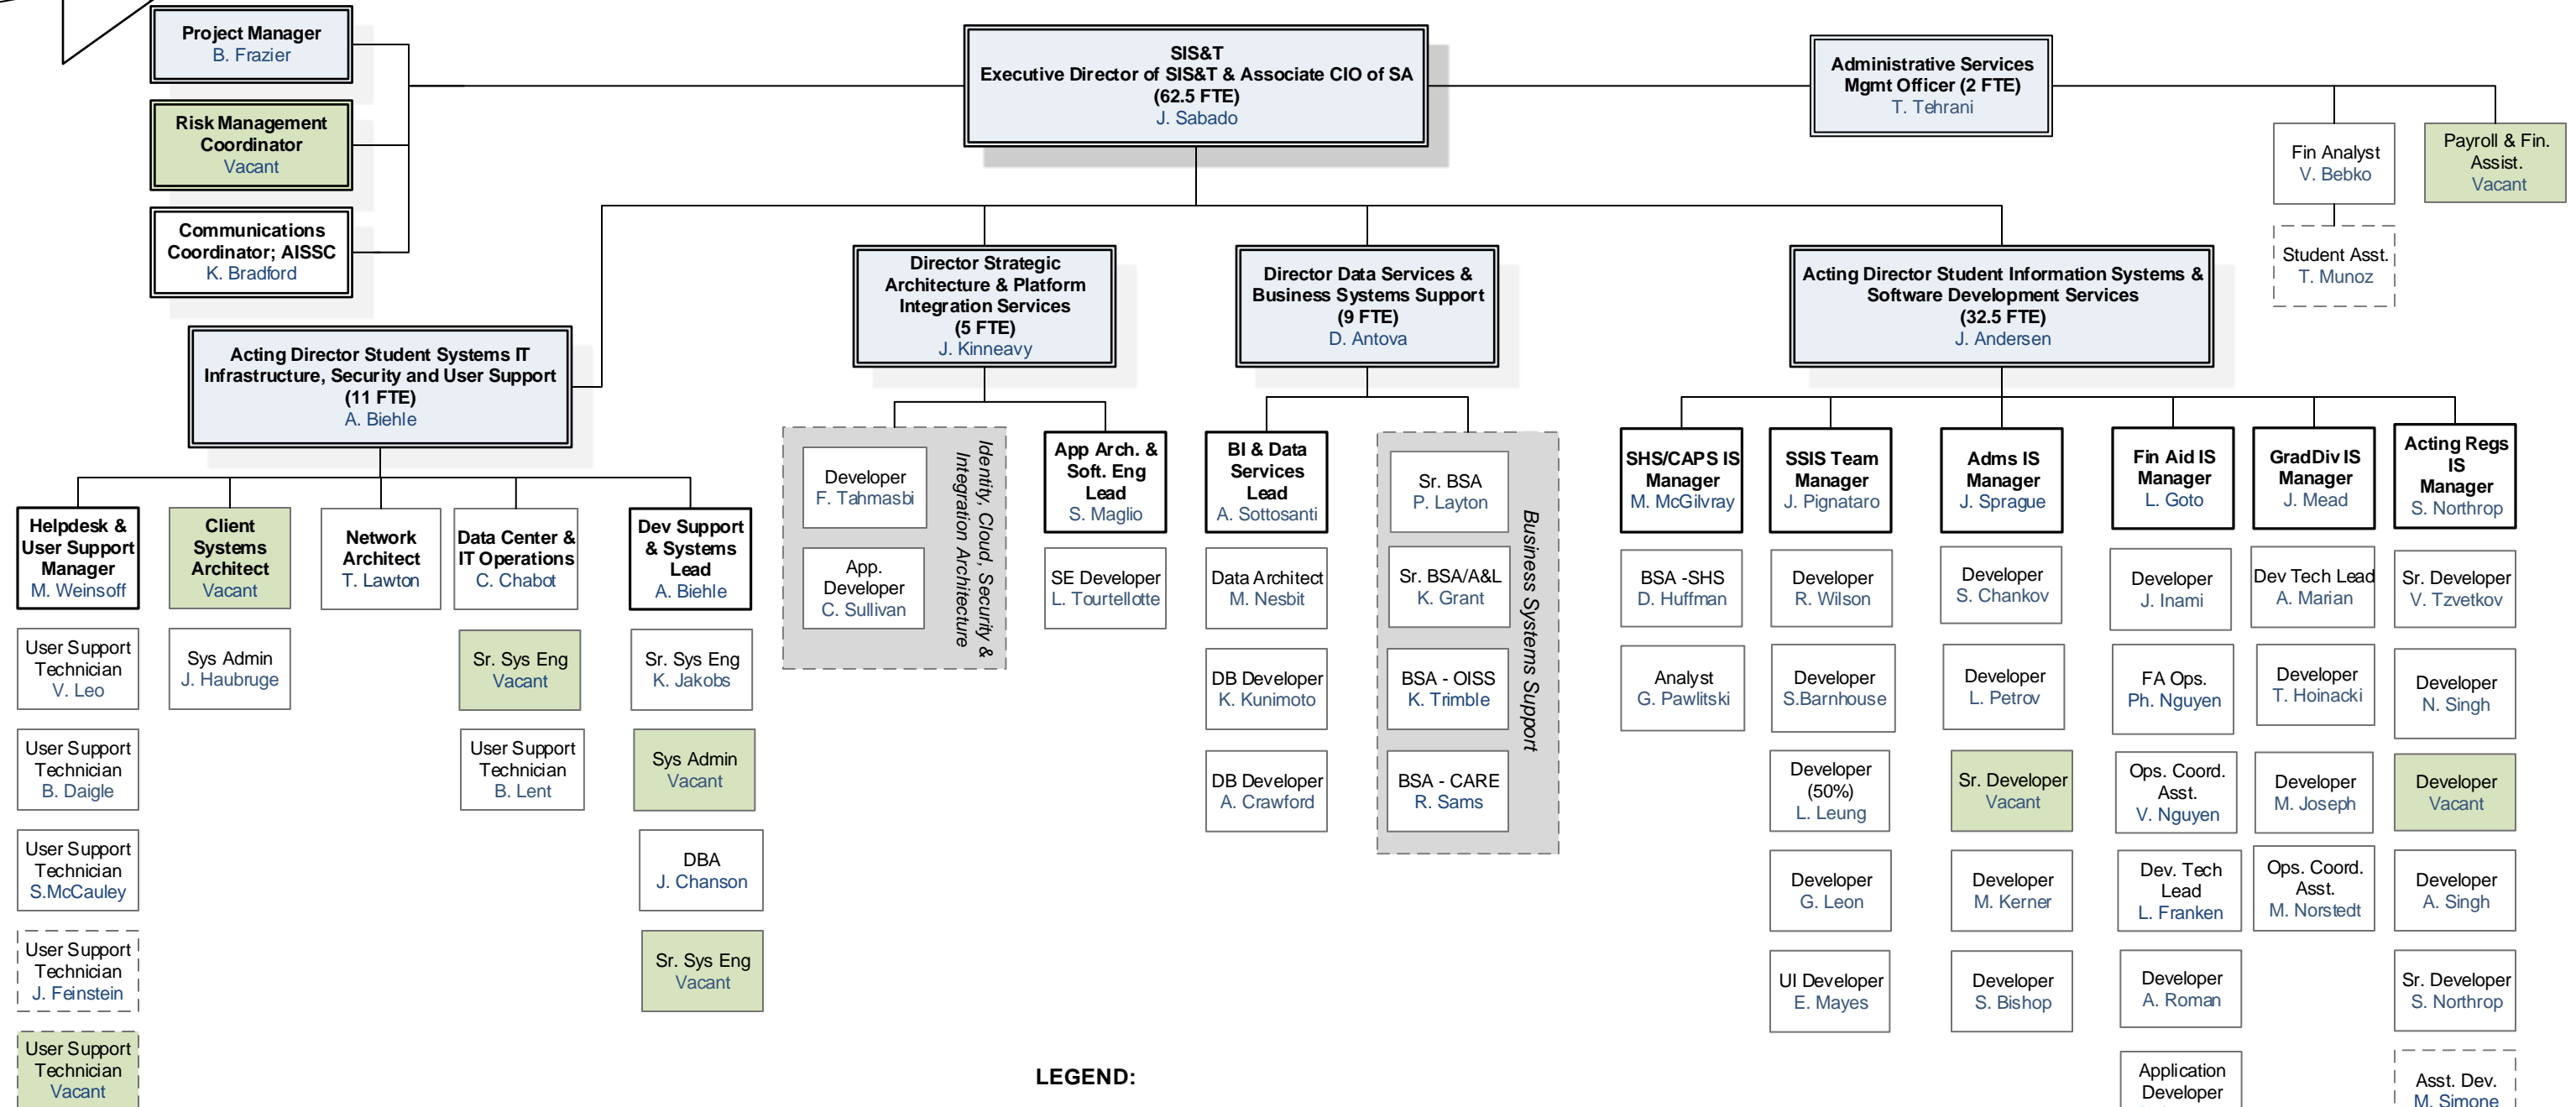 Project Manager
B. Frazier
Risk Management
Coordinator
Vacant
Communications
Coordinator; AISSC
K. Bradford
SIS&T
Executive Director of SIS&T & Associate CIO of SA
(62.5 FTE)
J. Sabado
Administrative Services
Mgmt Officer (2 FTE)
T. Tehrani
Fin Analyst
V. Bebko
Student Asst.
T. Munoz
Payroll & Fin.
Assist.
Vacant
Acting Director Student Systems IT
Infrastructure, Security and User Support
(11 FTE)
A. Biehle
Director Strategic
Architecture & Platform
Integration Services
(5 FTE)
J. Kinneavy
Director Data Services &
Business Systems Support
(9 FTE)
D. Antova
Acting Director Student Information Systems &
Software Development Services
(32.5 FTE)
J. Andersen
Helpdesk &
User Support
Manager
M. Weinsoff
User Support
Technician
V. Leo
User Support
Technician
B. Daigle
User Support
Technician
S.McCauley
User Support
Technician
J. Feinstein
User Support
Technician
Vacant
Client
Systems
Architect
Vacant
Sys Admin
J. Haubruge
Network
Architect
T. Lawton
Data Center &
IT Operations
C. Chabot
Sr. Sys Eng
Vacant
User Support
Technician
B. Lent
Dev Support
& Systems
Lead
A. Biehle
Sr. Sys Eng
K. Jakobs
Sys Admin
Vacant
DBA
J. Chanson
Sr. Sys Eng
Vacant
Developer
F. Tahmasbi
App.
Developer
C. Sullivan
Identity, Cloud, Security &
Integration Architecture
App Arch. &
Soft. Eng
Lead
S. Maglio
SE Developer
L. Tourtellotte
BI & Data
Services
Lead
A. Sottosanti
Data Architect
M. Nesbit
DB Developer
K. Kunimoto
DB Developer
A. Crawford
Sr. BSA
P. Layton
Sr. BSA/A&L
K. Grant
BSA - OISS
K. Trimble
BSA - CARE
R. Sams
Business Systems Support
SHS/CAPS IS
Manager
M. McGilvray
BSA -SHS
D. Huffman
Analyst
G. Pawlitski
SSIS Team
Manager
J. Pignataro
Developer
R. Wilson
Developer
S.Barnhouse
Developer
(50%)
L. Leung
Developer
G. Leon
UI Developer
E. Mayes
Adms IS
Manager
J. Sprague
Developer
S. Chankov
Developer
L. Petrov
Sr. Developer
Vacant
Developer
M. Kerner
Developer
S. Bishop
Fin Aid IS
Manager
L. Goto
Developer
J. Inami
FA Ops.
Ph. Nguyen
Ops. Coord.
Asst.
V. Nguyen
Dev. Tech
Lead
L. Franken
Developer
A. Roman
Application
Developer
GradDiv IS
Manager
J. Mead
Dev Tech Lead
A. Marian
Developer
T. Hoinacki
Developer
M. Joseph
Ops. Coord.
Asst.
M. Norstedt
Acting Regs
IS
Manager
S. Northrop
Sr. Developer
V. Tzvetkov
Developer
N. Singh
Developer
Vacant
Developer
A. Singh
Sr. Developer
S. Northrop
Asst. Dev.
M. Simone
LEGEND: